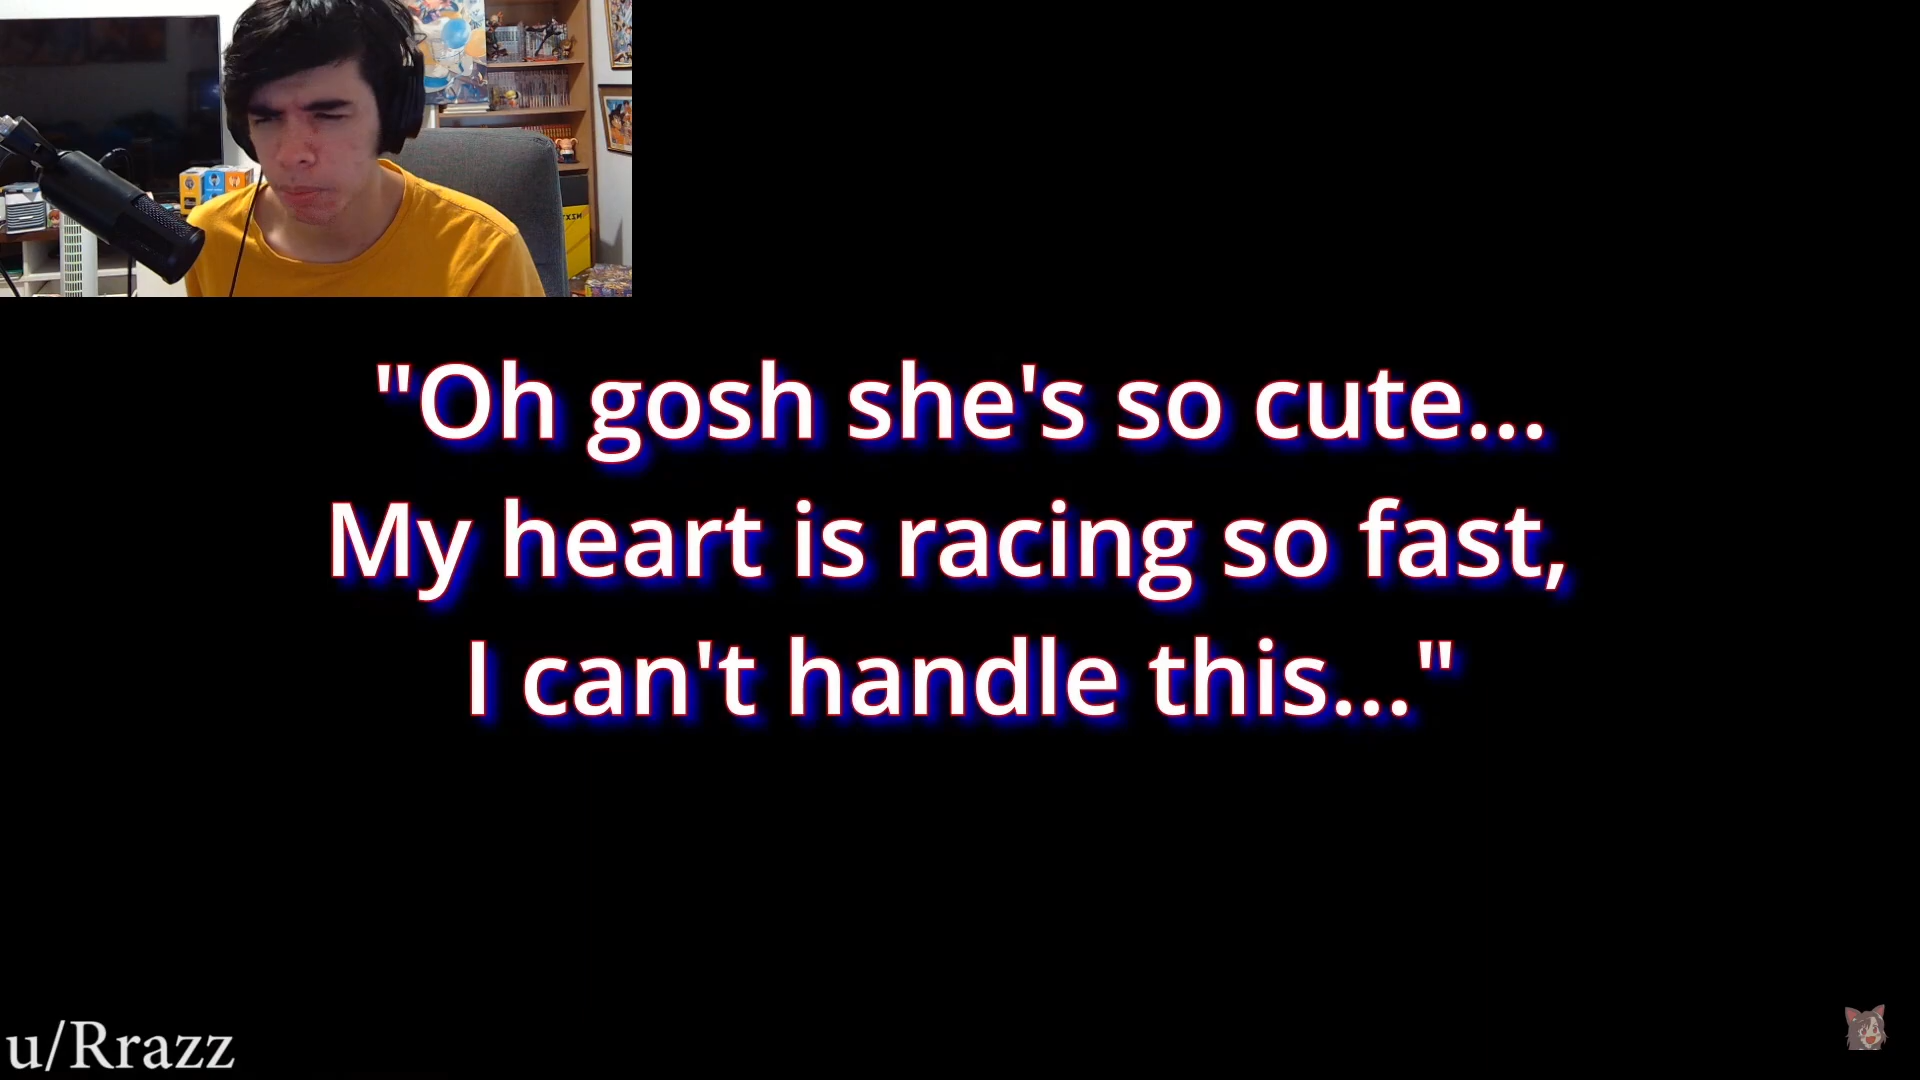 "Oh gosh she's so cute...
My heart is racing so fast,
I can't handle this..."
u/Rrazz